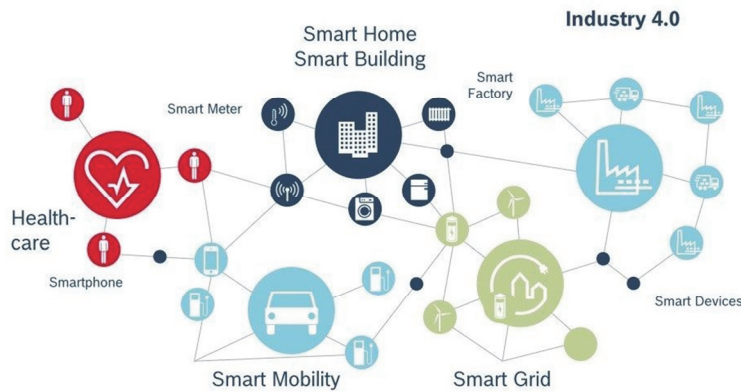 Industry 4.0
Smart Home
Smart Building
Smart
Factory
Smart Meter
Health-
care
Smartphone
Smart Devices
Smart Mobility
Smart Grid